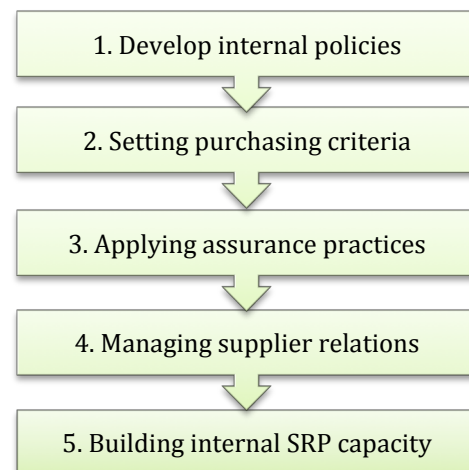 1. Develop internal policies
2. Setting purchasing criteria
3. Applying assurance practices
4. Managing supplier relations
5. Building internal SRP capacity